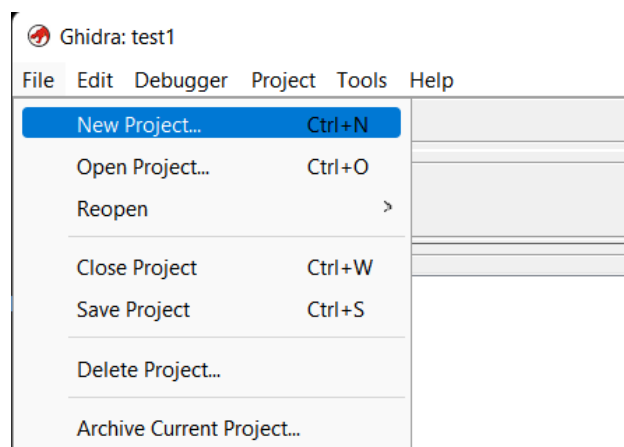 Ghidra: test1
File Edit Debugger Project Tools Help
New Project... Ctrl+N
Open Project... Ctrl+O
Reopen >
Close Project Ctrl+W
Save Project Ctrl+S
Delete Project...
Archive Current Project...